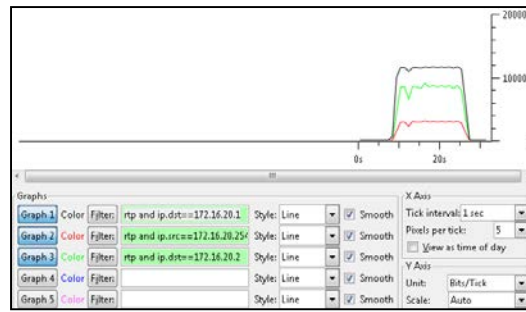 20000
10000
0s 20s
Graphs
X Axis
Graph 1 Color Filter: rtp and ip.dst==172.16.20.1 Style: Line Smooth
Tick interval: 1 sec
Graph 2 Color Filter: rtp and ip.src==172.16.20.254 Style: Line Smooth
Pixels per tick: 5
Graph 3 Color Filter: rtp and ip.dst==172.16.20.2 Style: Line Smooth
View as time of day
Graph 4 Color Filter: Style: Line Smooth
Y Axis
Unit: Bits/Tick
Graph 5 Color Filter: Style: Line Smooth
Scale: Auto